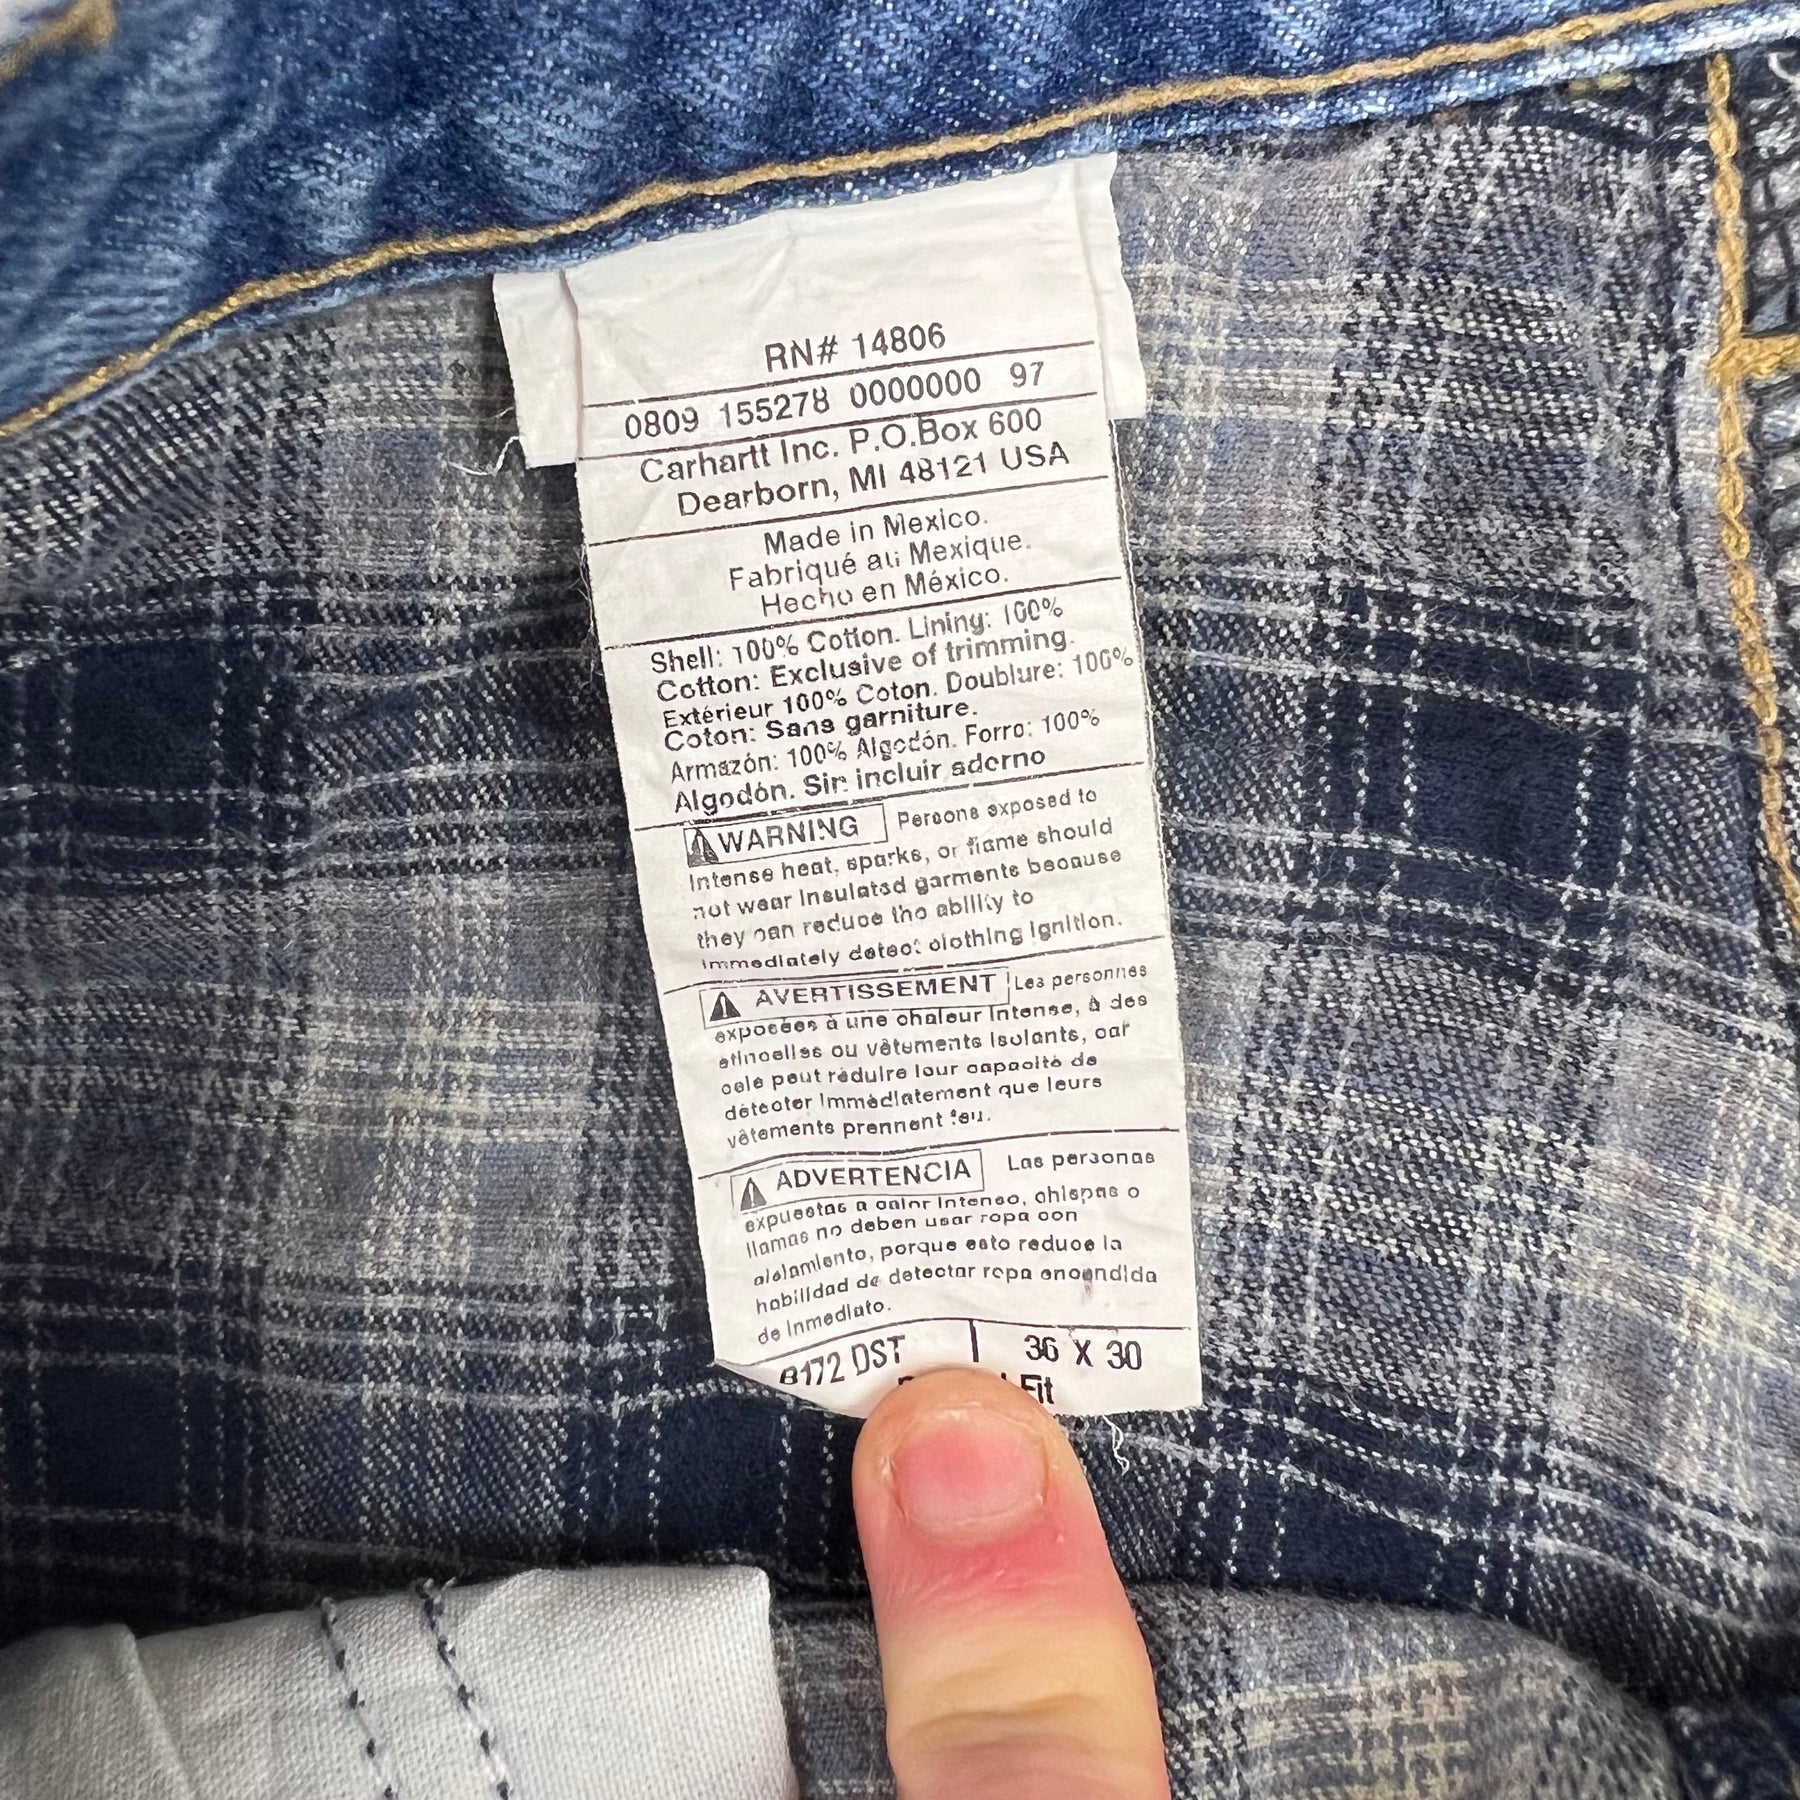 RN# 14806
0809 155278 0000000 97
Carhartt Inc. P.O.Box 600
Dearborn, MI 48121 USA
Made in Mexico.
Fabriqué au Mexique.
Hecho en México.
Shell: 100% Cotton. Lining: 100%
Cotton: Exclusive of trimming.
Extérieur 100% Coton. Doublure: 100%
Coton: Sans garniture.
Armazón: 100% Algodón. Forro: 100%
Algodón. Sin incluir adorno
WARNING Persons exposed to
intense heat, sparks, or flame should
not wear insulated garments because
they can reduce the ability to
immediately detect clothing ignition.
AVERTISSEMENT Les personnes
exposées à une chaleur intense, à des
etincelles ou vêtements isolants, car
cela peut réduire leur capacité de
détecter immédiatement que leurs
vêtements prennent feu.
ADVERTENCIA Las personas
expuestas a calor intenso, chispas o
llamas no deben usar ropa con
aislamiento, porque esto reduce la
habilidad de detectar ropa encendida
de inmediato.
B172 DST 36 X 30
Fit